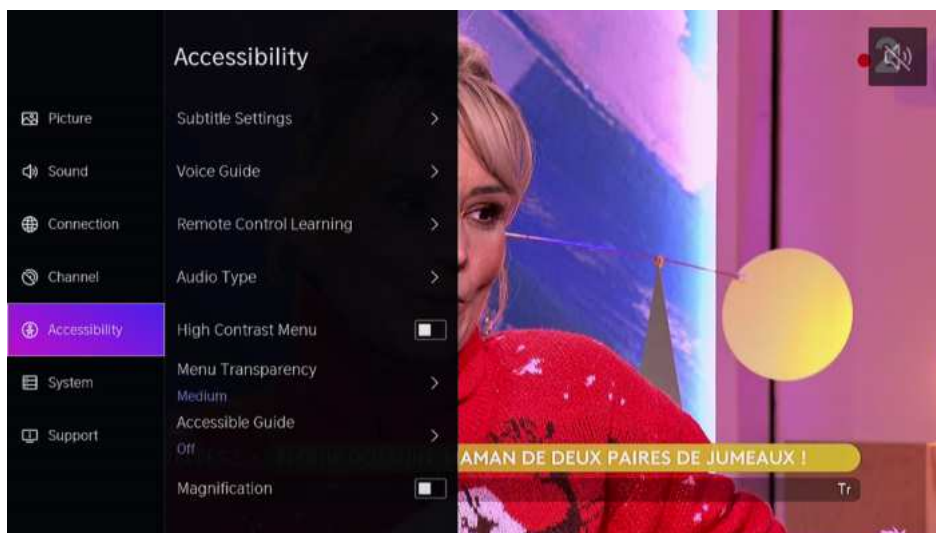 Accessibility
Picture
Sound
Connection
Channel
Accessibility
System
Support
Subtitle Settings
Voice Guide
Remote Control Learning
Audio Type
High Contrast Menu
Menu Transparency
Medium
Accessible Guide
Off
Magnification
2
AMAN DE DEUX PAIRES DE JUMEAUX !
Tr